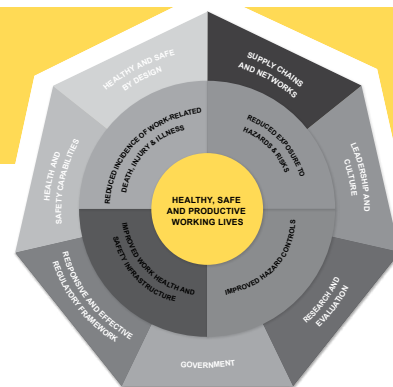 HEALTHY AND SAFE
BY DESIGN
SUPPLY CHAINS
AND NETWORKS
LEADERSHIP AND
CULTURE
RESEARCH AND
EVALUATION
GOVERNMENT
RESPONSIVE AND EFFECTIVE
REGULATORY FRAMEWORK
HEALTH AND
SAFETY CAPABILITIES
REDUCED INCIDENCE OF WORK-RELATED
DEATH, INJURY & ILLNESS
REDUCED EXPOSURE TO
HAZARDS & RISKS
IMPROVED HAZARD CONTROLS
IMPROVED WORK HEALTH AND
SAFETY INFRASTRUCTURE
HEALTHY, SAFE
AND PRODUCTIVE
WORKING LIVES